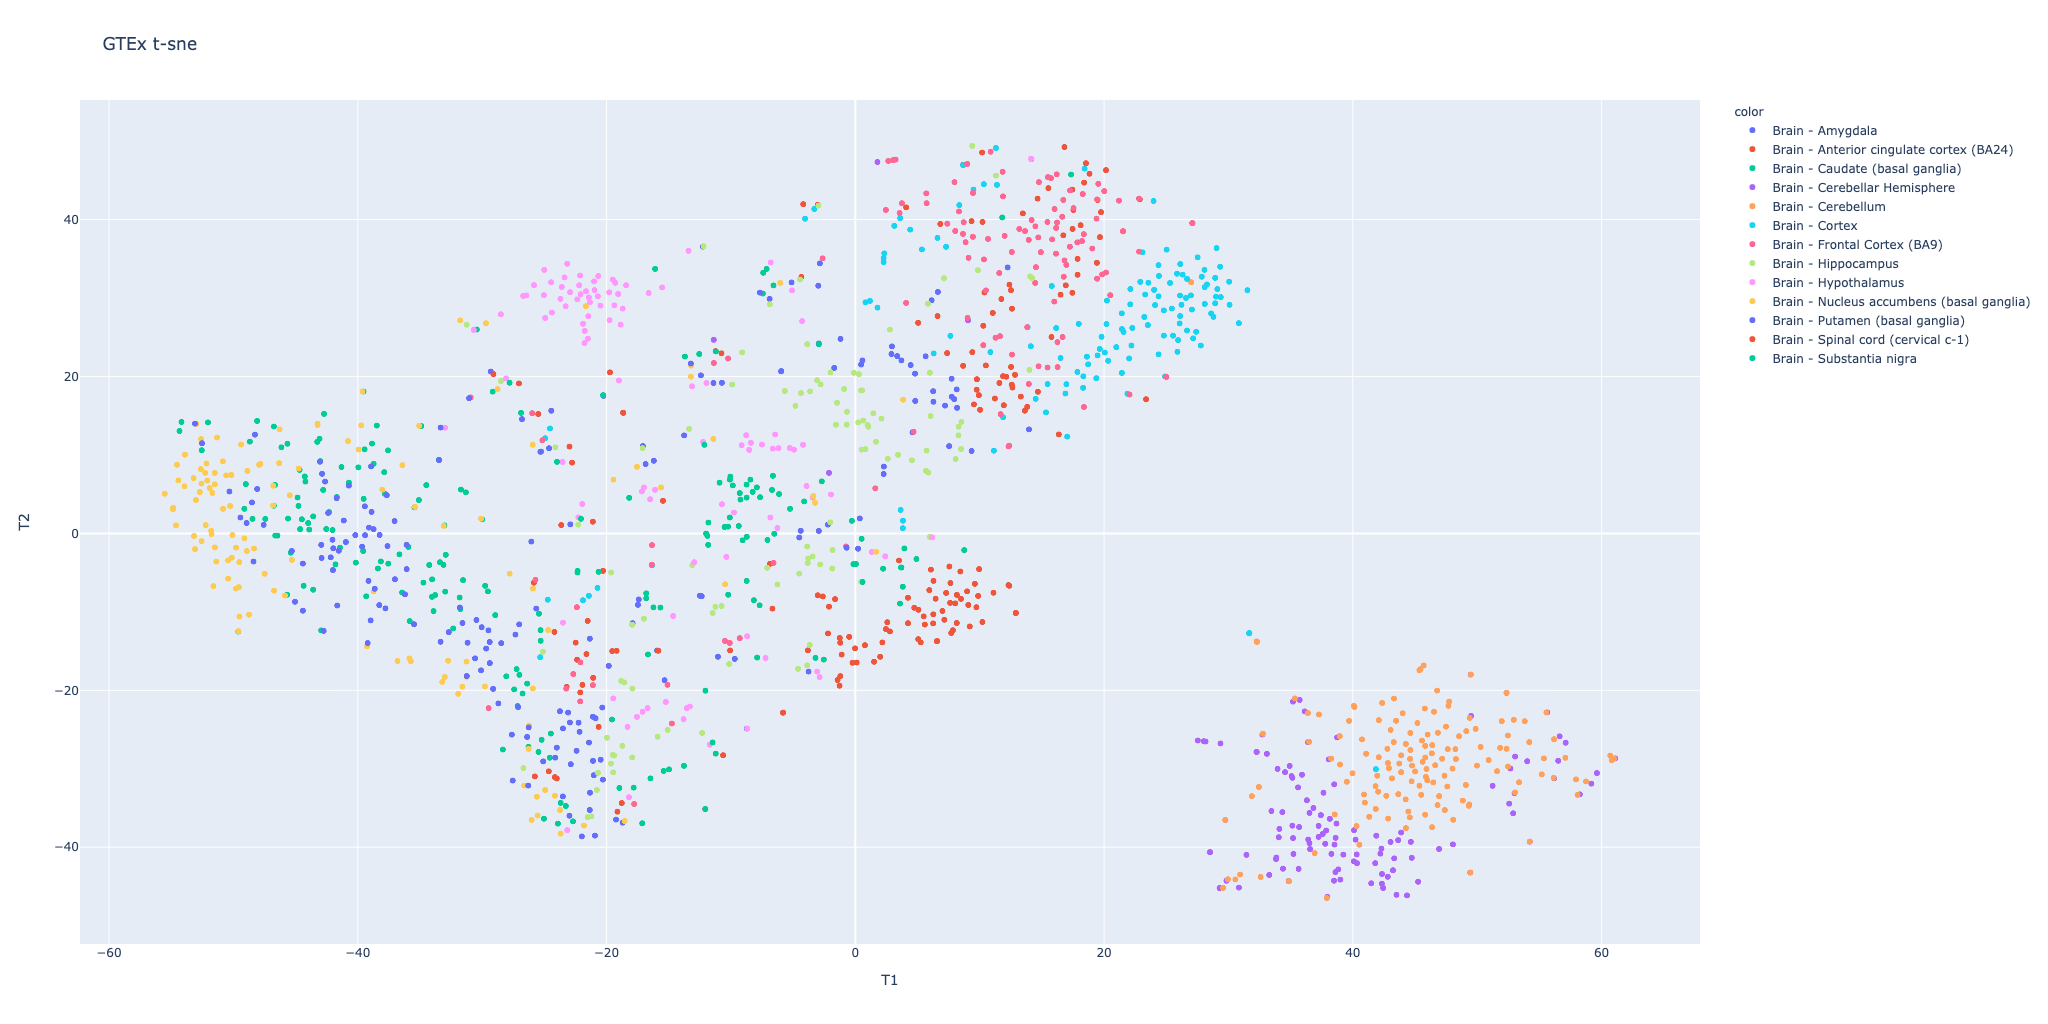 GTEx t-sne
color
Brain - Amygdala
Brain - Anterior cingulate cortex (BA24)
Brain - Caudate (basal ganglia)
Brain - Cerebellar Hemisphere
Brain - Cerebellum
Brain - Cortex
Brain - Frontal Cortex (BA9)
Brain - Hippocampus
Brain - Hypothalamus
Brain - Nucleus accumbens (basal ganglia)
Brain - Putamen (basal ganglia)
Brain - Spinal cord (cervical c-1)
Brain - Substantia nigra
40
20
0
−20
−40
T2
−60 −40 −20 0 20 40 60
T1